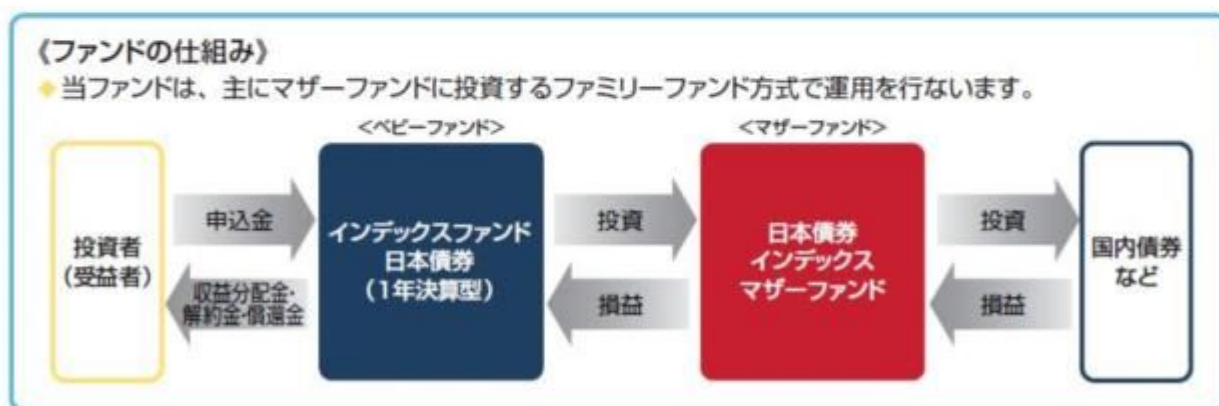 《ファンドの仕組み》
◆当ファンドは、主にマザーファンドに投資するファミリーファンド方式で運用を行ないます。
<ベビーファンド>
<マザーファンド>
投資者
(受益者)
申込金
収益分配金・
解約金・償還金
インデックスファンド
日本債券
(1年決算型)
投資
損益
日本債券
インデックス
マザーファンド
投資
損益
国内債券
など